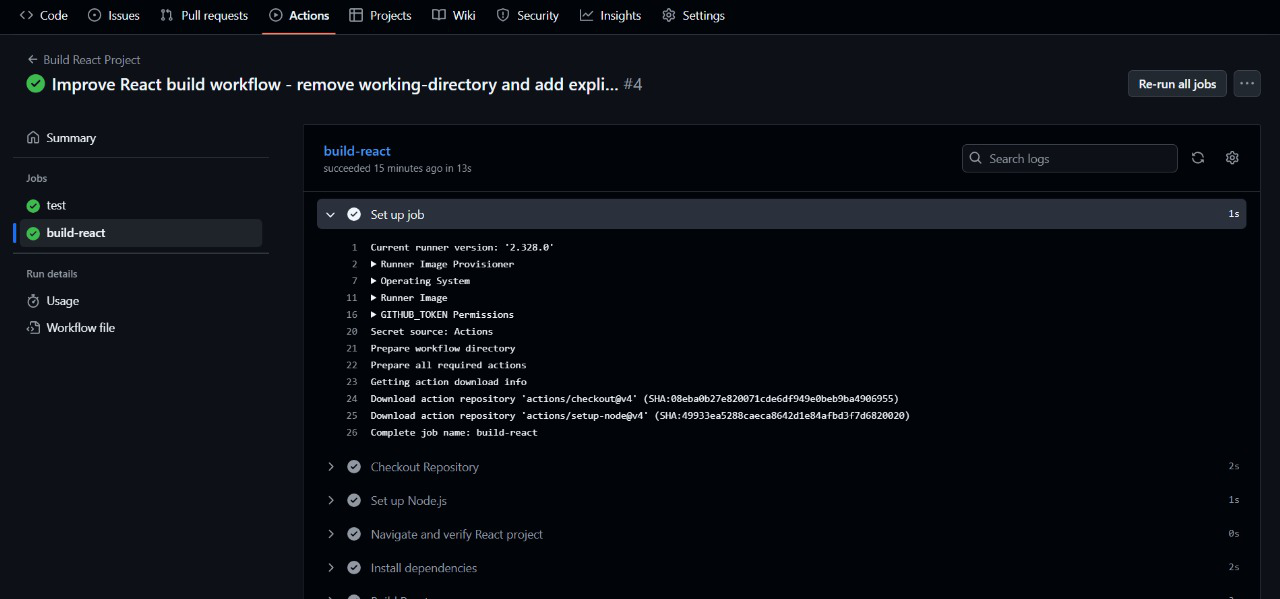 Code Issues Pull requests Actions Projects Wiki Security Insights Settings
Build React Project
Improve React build workflow - remove working-directory and add expli... #4
Re-run all jobs
Summary
Jobs
test
build-react
Run details
Usage
Workflow file
build-react
succeeded 15 minutes ago in 13s
Search logs
Set up job 1s
1 Current runner version: '2.328.0'
2 Runner Image Provisioner
7 Operating System
11 Runner Image
16 GITHUB_TOKEN Permissions
20 Secret source: Actions
21 Prepare workflow directory
22 Prepare all required actions
23 Getting action download info
24 Download action repository 'actions/checkout@v4' (SHA:08eba0b27e820071cde6df949e0beb9ba4906955)
25 Download action repository 'actions/setup-node@v4' (SHA:49933ea5288caeca8642d1e84afbd3f7d6820020)
26 Complete job name: build-react
Checkout Repository 2s
Set up Node.js 1s
Navigate and verify React project 0s
Install dependencies 2s